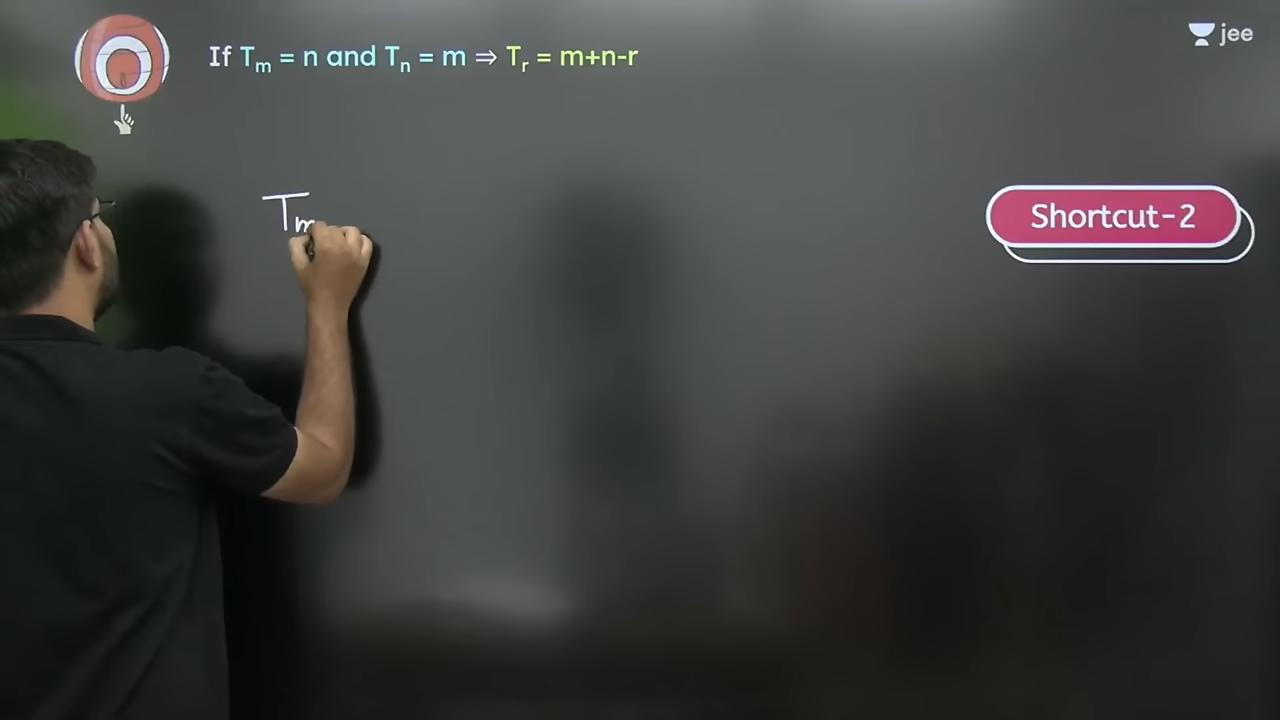 If Tm = n and Tn = m ⇒ Tr = m+n-r
jee
Shortcut-2
Tm